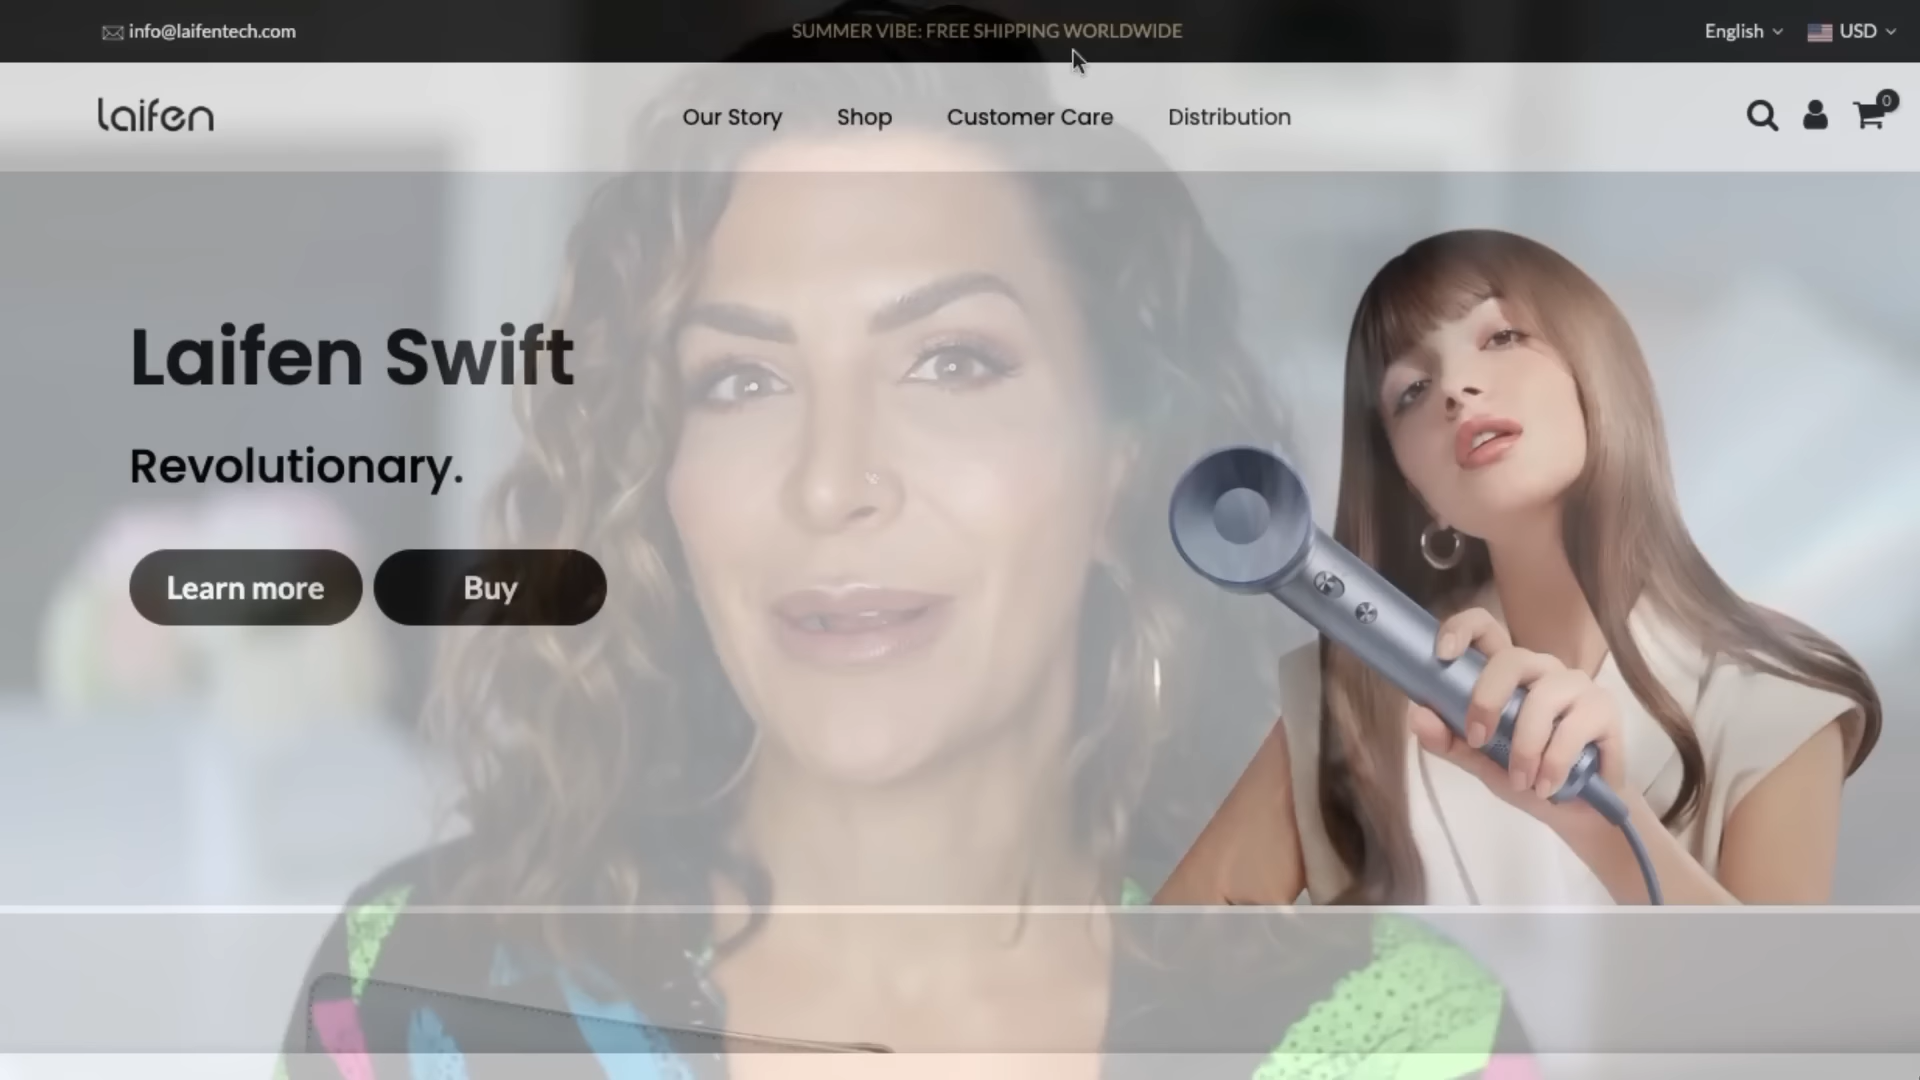 info@laifentech.com
SUMMER VIBE: FREE SHIPPING WORLDWIDE
English
USD
laifen
Our Story
Shop
Customer Care
Distribution
0
Laifen Swift
Revolutionary.
Learn more
Buy